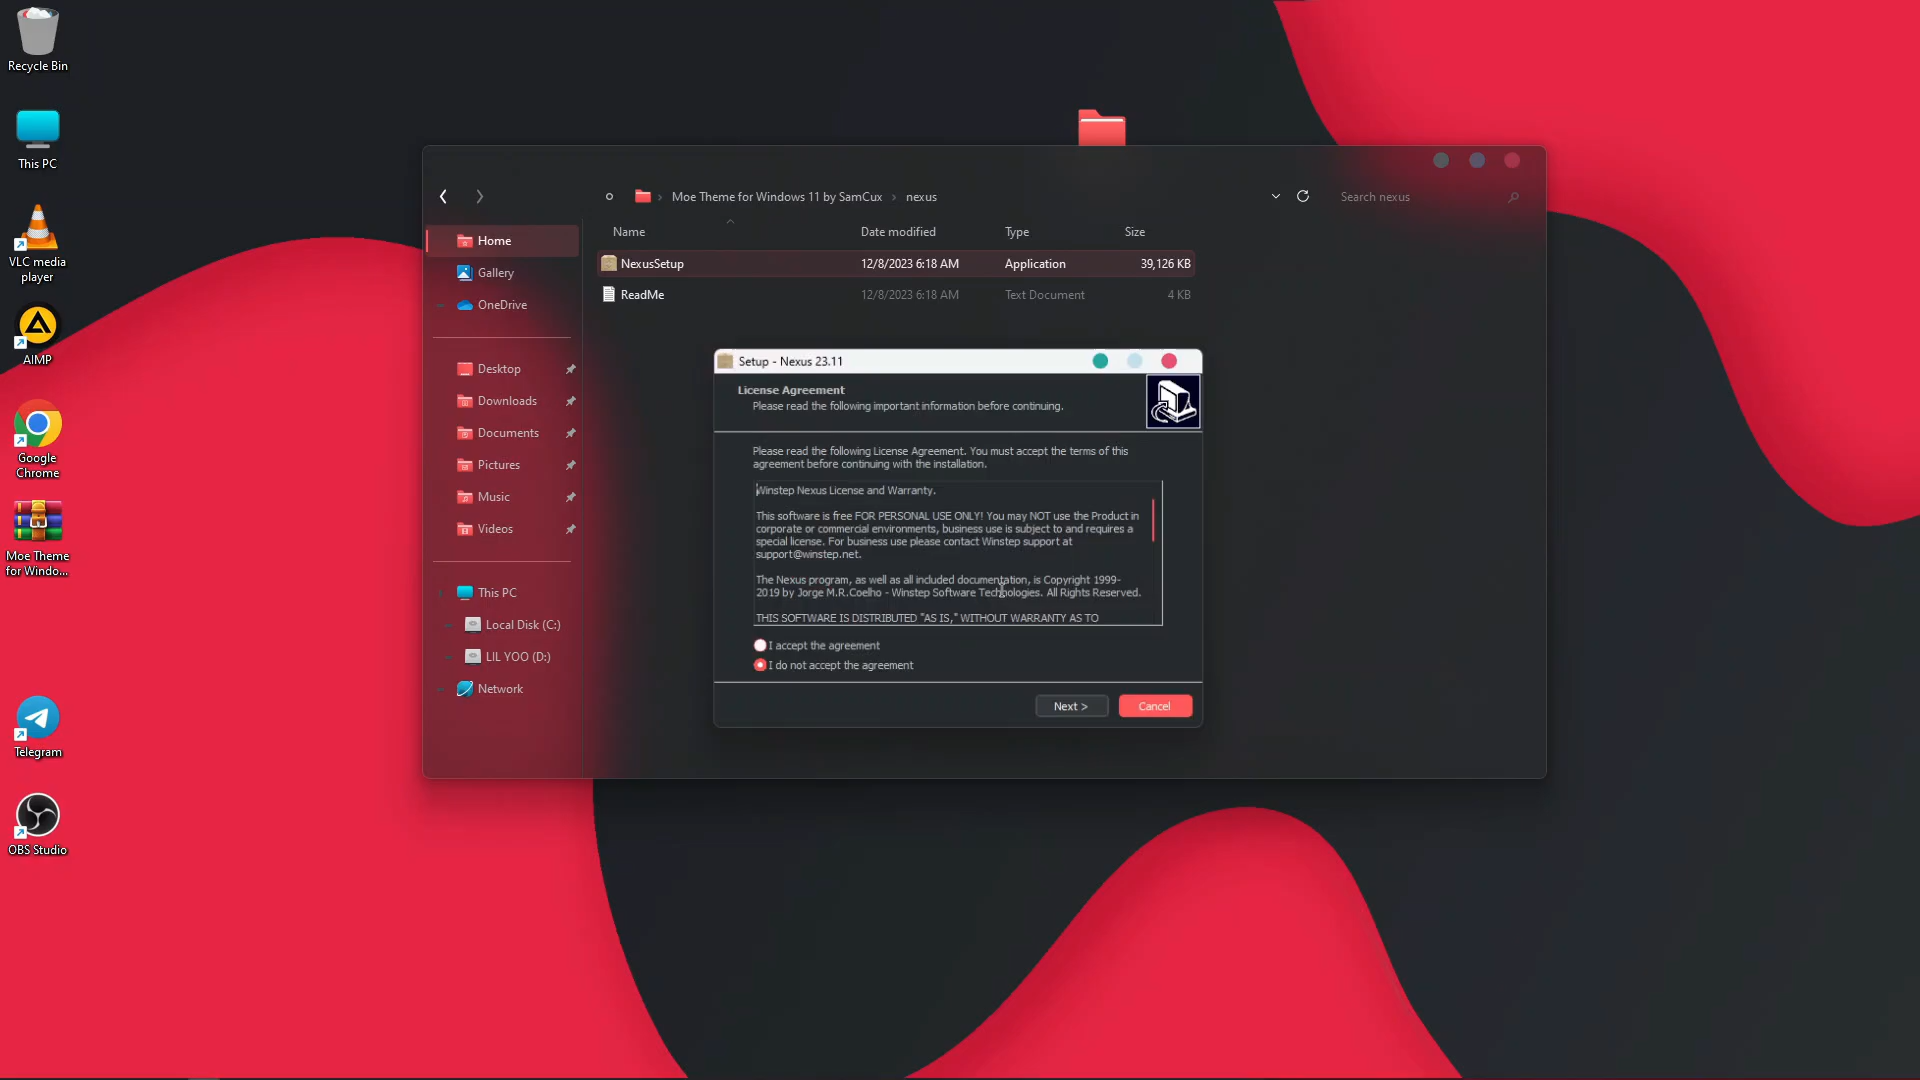 Recycle Bin
This PC
VLC media
player
AIMP
Google
Chrome
Moe Theme
for Windo...
Telegram
OBS Studio
Moe Theme for Windows 11 by SamCux
nexus
Search nexus
Name
Date modified
Type
Size
NexusSetup
12/8/2023 6:18 AM
Application
39,126 KB
ReadMe
12/8/2023 6:18 AM
Text Document
4 KB
Home
Gallery
OneDrive
Desktop
Downloads
Documents
Pictures
Music
Videos
This PC
Local Disk (C:)
LIL YOO (D:)
Network
Setup - Nexus 23.11
License Agreement
Please read the following important information before continuing.
Please read the following License Agreement. You must accept the terms of this
agreement before continuing with the installation.
Winstep Nexus License and Warranty.
This software is free FOR PERSONAL USE ONLY! You may NOT use the Product in
corporate or commercial environments, business use is subject to and requires a
special license. For business use please contact Winstep support at
support@winstep.net.
The Nexus program, as well as all included documentation, is Copyright 1999-
2019 by Jorge M.R.Coelho - Winstep Software Technologies. All Rights Reserved.
THIS SOFTWARE IS DISTRIBUTED "AS IS," WITHOUT WARRANTY AS TO
I accept the agreement
I do not accept the agreement
Next >
Cancel